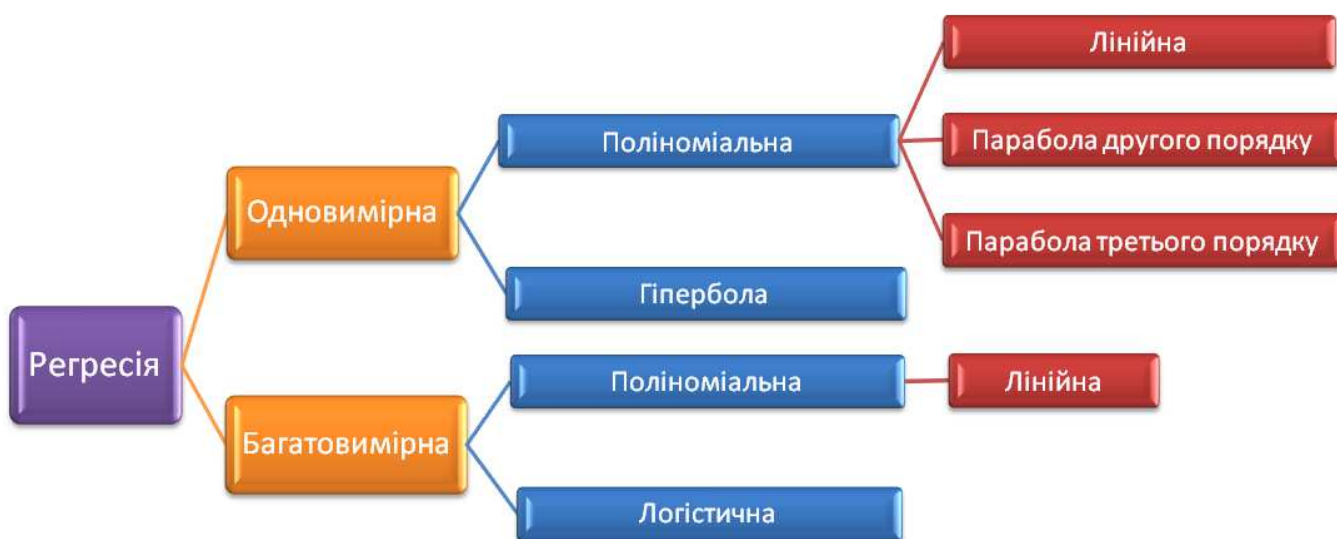 Регресія
Одновимірна
Поліноміальна
Лінійна
Парабола другого порядку
Парабола третього порядку
Гіпербола
Багатовимірна
Поліноміальна
Лінійна
Логістична